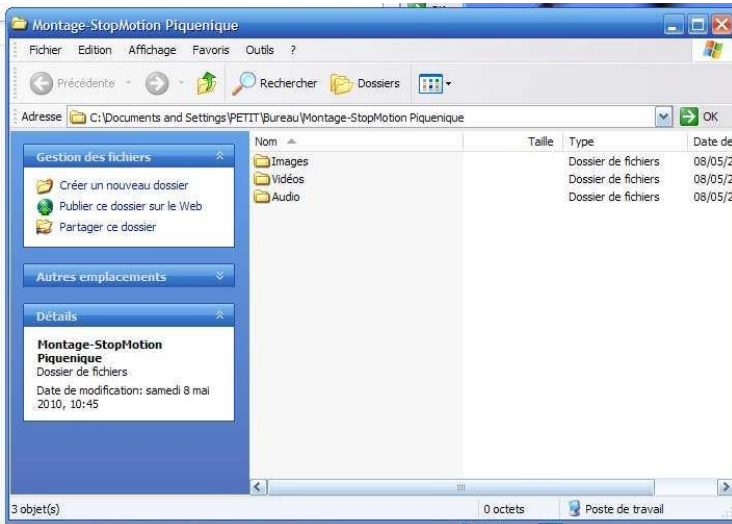 Montage-StopMotion Piquenique
Fichier Edition Affichage Favoris Outils ?
Précédente Rechercher Dossiers
Adresse C:\Documents and Settings\PETIT\Bureau\Montage-StopMotion Piquenique OK
Nom Taille Type Date de
Gestion des fichiers
Créer un nouveau dossier
Publier ce dossier sur le Web
Partager ce dossier
Autres emplacements
Détails
Montage-StopMotion
Piquenique
Dossier de fichiers
Date de modification: samedi 8 mai
2010, 10:45
Images Dossier de fichiers 08/05/2
Vidéos Dossier de fichiers 08/05/2
Audio Dossier de fichiers 08/05/2
3 objet(s) 0 octets Poste de travail